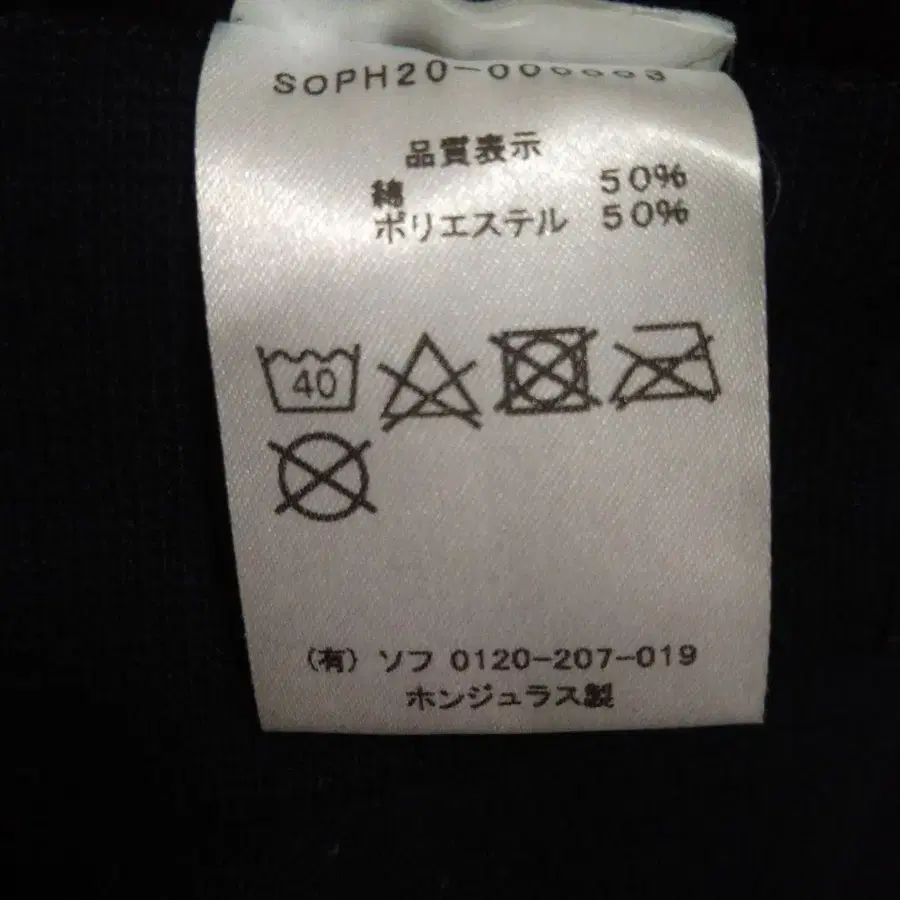 SOPH20-
品質表示
綿 50%
ポリエステル 50%
40
(有) ソフ 0120-207-019
ホンジュラス製